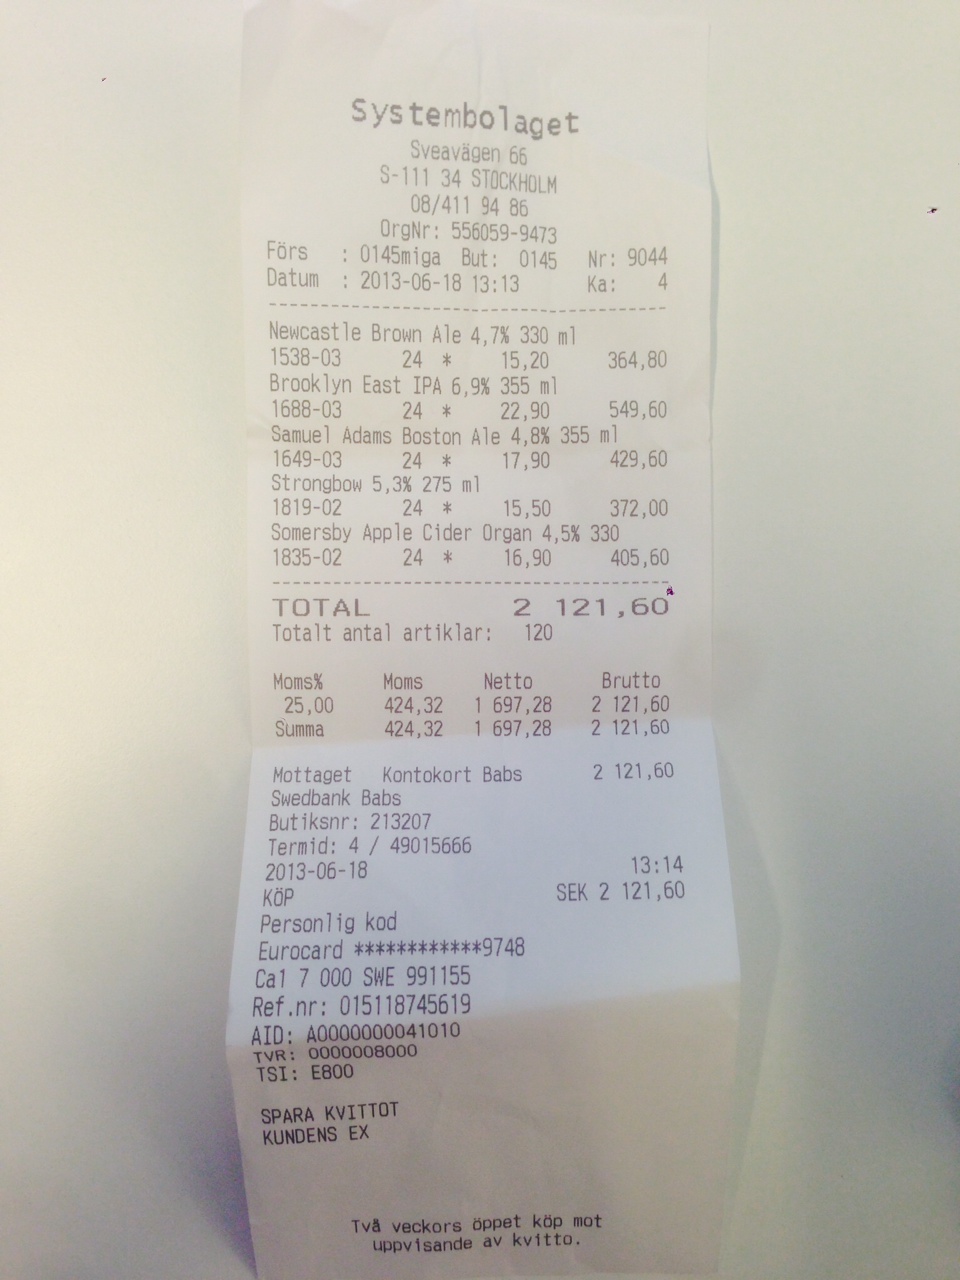 Systembolaget
Sveavägen 66
S-111 34 STOCKHOLM
08/411 94 86
OrgNr: 556059-9473
Förs : 0145miga But: 0145 Nr: 9044
Datum : 2013-06-18 13:13 Ka: 4
Newcastle Brown Ale 4,7% 330 ml
1538-03 24 * 15,20 364,80
Brooklyn East IPA 6,9% 355 ml
1688-03 24 * 22,90 549,60
Samuel Adams Boston Ale 4,8% 355 ml
1649-03 24 * 17,90 429,60
Strongbow 5,3% 275 ml
1819-02 24 * 15,50 372,00
Somersby Apple Cider Organ 4,5% 330
1835-02 24 * 16,90 405,60
TOTAL 2 121,60
Totalt antal artiklar: 120
Moms% Moms Netto Brutto
25,00 424,32 1 697,28 2 121,60
Summa 424,32 1 697,28 2 121,60
Mottaget Kontokort Babs 2 121,60
Swedbank Babs
Butiksnr: 213207
Termid: 4 / 49015666
2013-06-18 13:14
KÖP SEK 2 121,60
Personlig kod
Eurocard ************9748
Ca1 7 000 SWE 991155
Ref.nr: 015118745619
AID: A0000000041010
TVR: 0000008000
TSI: E800
SPARA KVITTOT
KUNDENS EX
Två veckors öppet köp mot
uppvisande av kvitto.